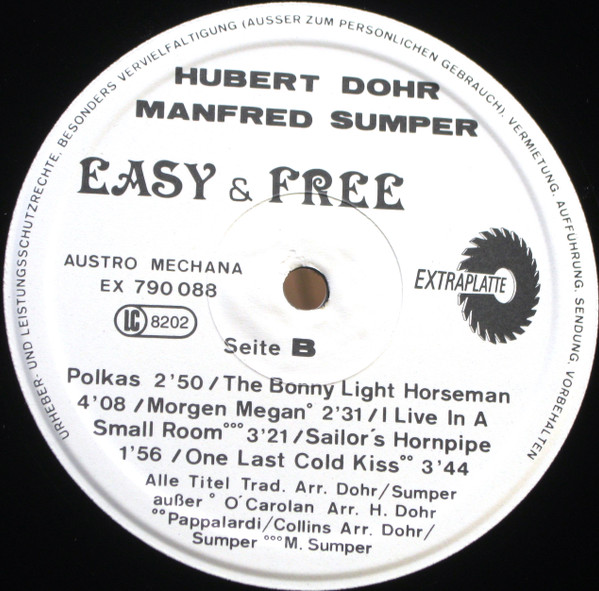 URHEBER- UND LEISTUNGSSCHUTZRECHTE, BESONDERS VERVIELFÄLTIGUNG (AUSSER ZUM PERSÖNLICHEN GEBRAUCH), VERMIETUNG, AUFFÜHRUNG, SENDUNG, VORBEHALTEN
HUBERT DOHR
MANFRED SUMPER
EASY & FREE
AUSTRO MECHANA
EX 790 088
LC 8202
EXTRAPLATTE
Seite B
Polkas 2'50 / The Bonny Light Horseman
4'08 / Morgen Megan° 2'31 / I Live In A
Small Room°°° 3'21 / Sailor's Hornpipe
1'56 / One Last Cold Kiss°° 3'44
Alle Titel Trad. Arr. Dohr/Sumper
außer ° O'Carolan Arr. H. Dohr
°°Pappalardi/Collins Arr. Dohr/
Sumper °°°M. Sumper